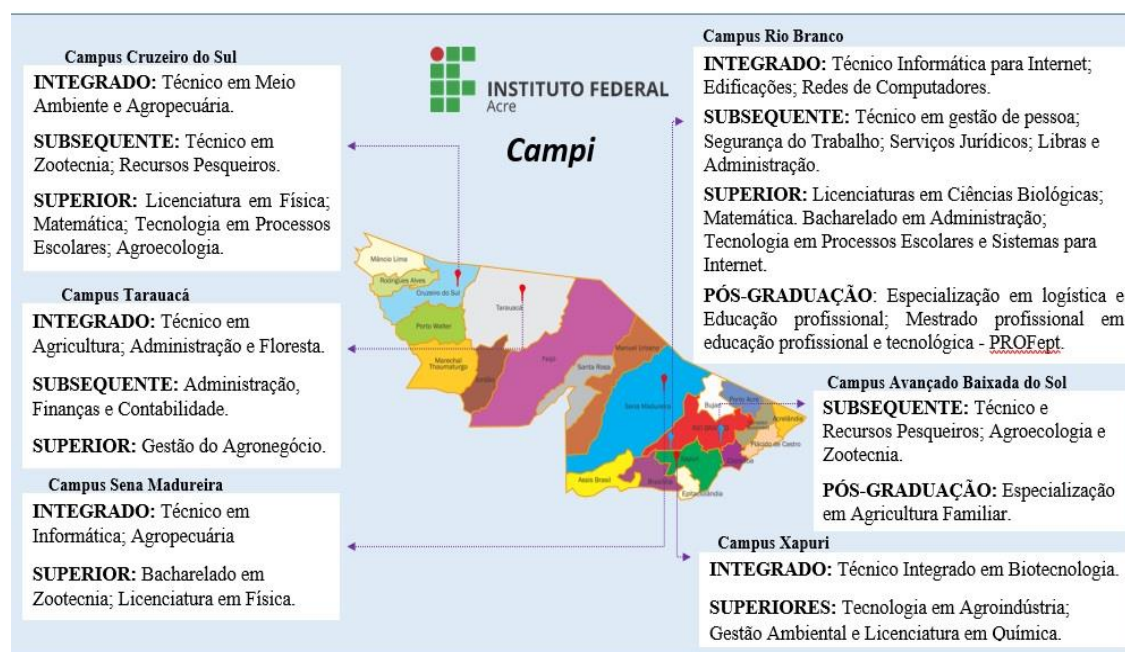 Campus Cruzeiro do Sul
INTEGRADO: Técnico em Meio
Ambiente e Agropecuária.
SUBSEQUENTE: Técnico em
Zootecnia; Recursos Pesqueiros.
SUPERIOR: Licenciatura em Física;
Matemática; Tecnologia em Processos
Escolares; Agroecologia.
Campus Tarauacá
INTEGRADO: Técnico em
Agricultura; Administração e Floresta.
SUBSEQUENTE: Administração,
Finanças e Contabilidade.
SUPERIOR: Gestão do Agronegócio.
Campus Sena Madureira
INTEGRADO: Técnico em
Informática; Agropecuária
SUPERIOR: Bacharelado em
Zootecnia; Licenciatura em Física.
INSTITUTO FEDERAL
Acre
Campi
Mâncio Lima
Rodrigues Alves
Cruzeiro do Sul
Tarauacá
Porto Walter
Marechal
Thaumaturgo
Feijó
Santa Rosa
Manuel Urbano
Sena Madureira
Bujari
Porto Acre
Acrelândia
Plácido de Castro
Xapuri
Assis Brasil
Brasiléia
Epitaciolândia
Campus Rio Branco
INTEGRADO: Técnico Informática para Internet;
Edificações; Redes de Computadores.
SUBSEQUENTE: Técnico em gestão de pessoa;
Segurança do Trabalho; Serviços Jurídicos; Libras e
Administração.
SUPERIOR: Licenciaturas em Ciências Biológicas;
Matemática. Bacharelado em Administração;
Tecnologia em Processos Escolares e Sistemas para
Internet.
PÓS-GRADUAÇÃO: Especialização em logística e
Educação profissional; Mestrado profissional em
educação profissional e tecnológica - PROFept.
Campus Avançado Baixada do Sol
SUBSEQUENTE: Técnico e
Recursos Pesqueiros; Agroecologia e
Zootecnia.
PÓS-GRADUAÇÃO: Especialização
em Agricultura Familiar.
Campus Xapuri
INTEGRADO: Técnico Integrado em Biotecnologia.
SUPERIORES: Tecnologia em Agroindústria;
Gestão Ambiental e Licenciatura em Química.